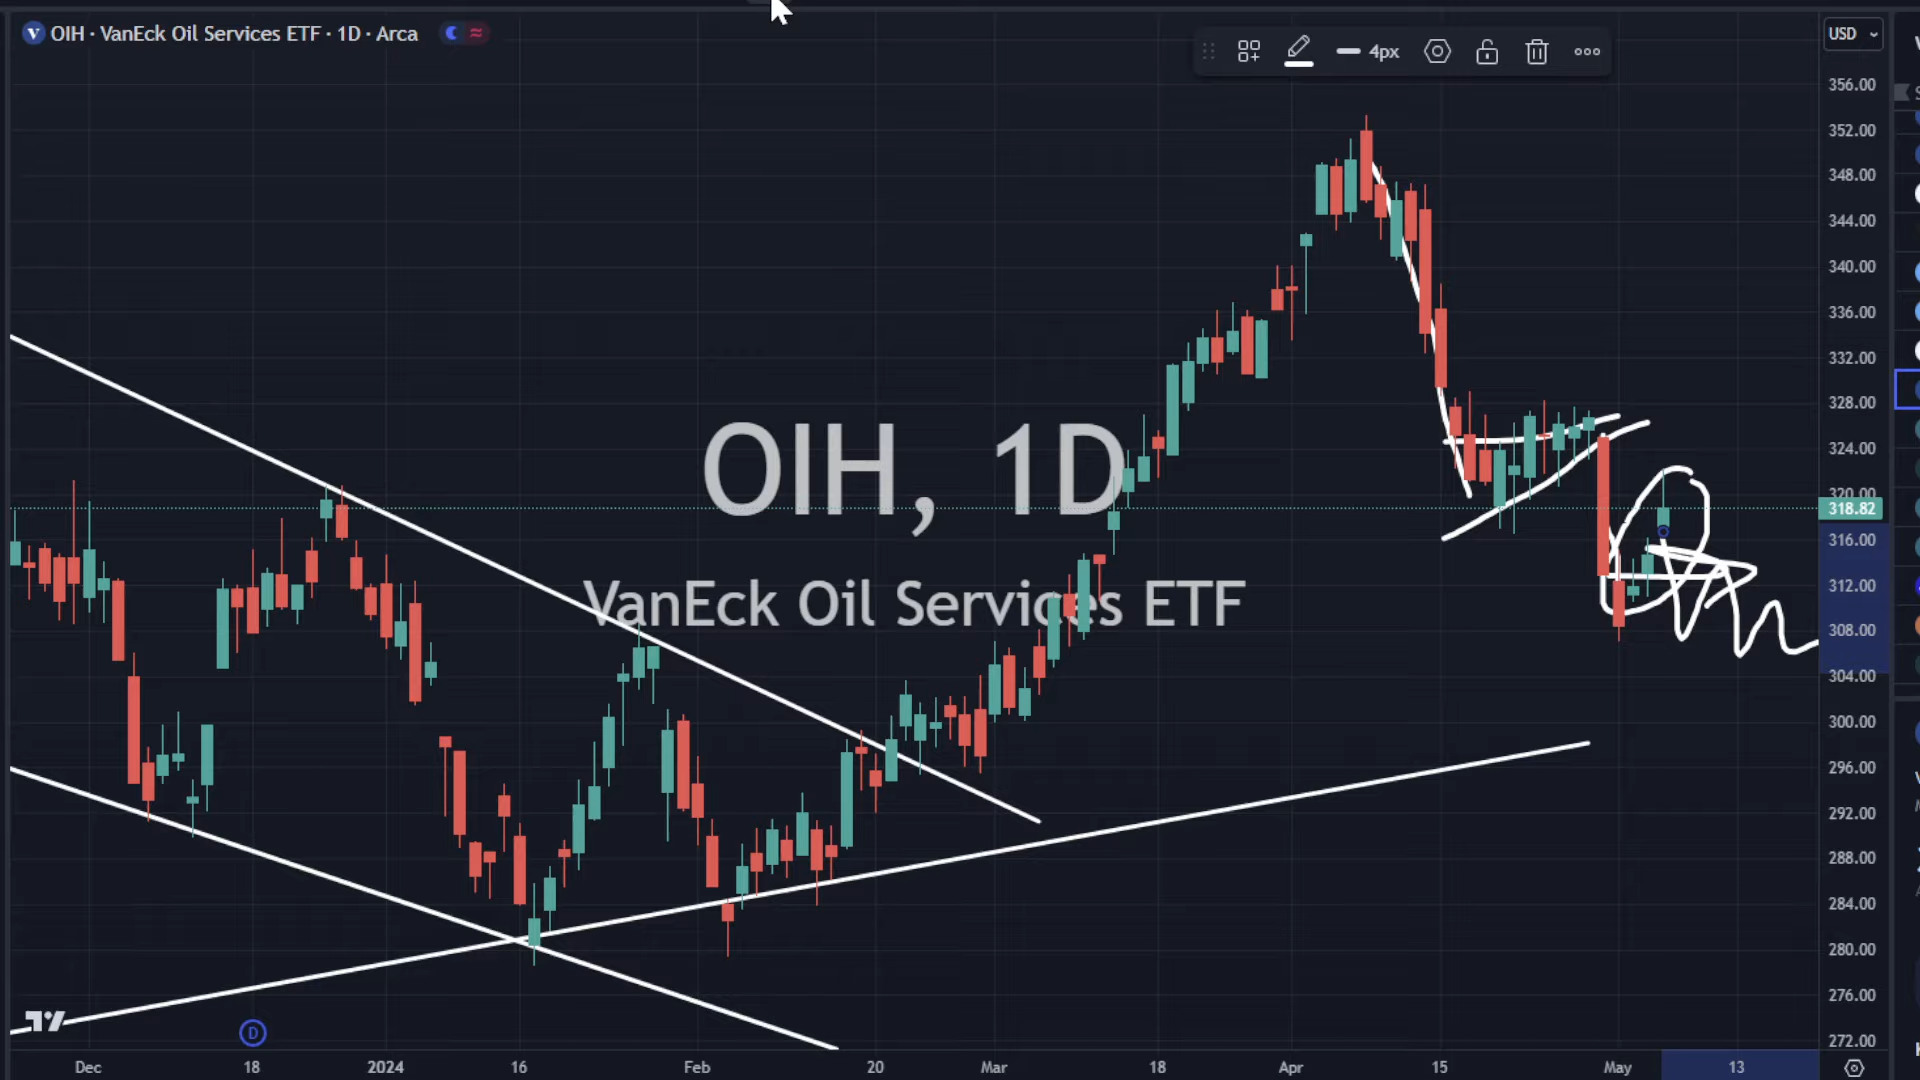 V OIH · VanEck Oil Services ETF · 1D · Arca
4px
USD
356.00
352.00
348.00
344.00
340.00
336.00
332.00
328.00
324.00
320.00
318.82
316.00
312.00
308.00
304.00
300.00
296.00
292.00
288.00
284.00
280.00
276.00
272.00
OIH, 1D
VanEck Oil Services ETF
D
Dec
18
2024
16
Feb
20
Mar
18
Apr
15
May
13